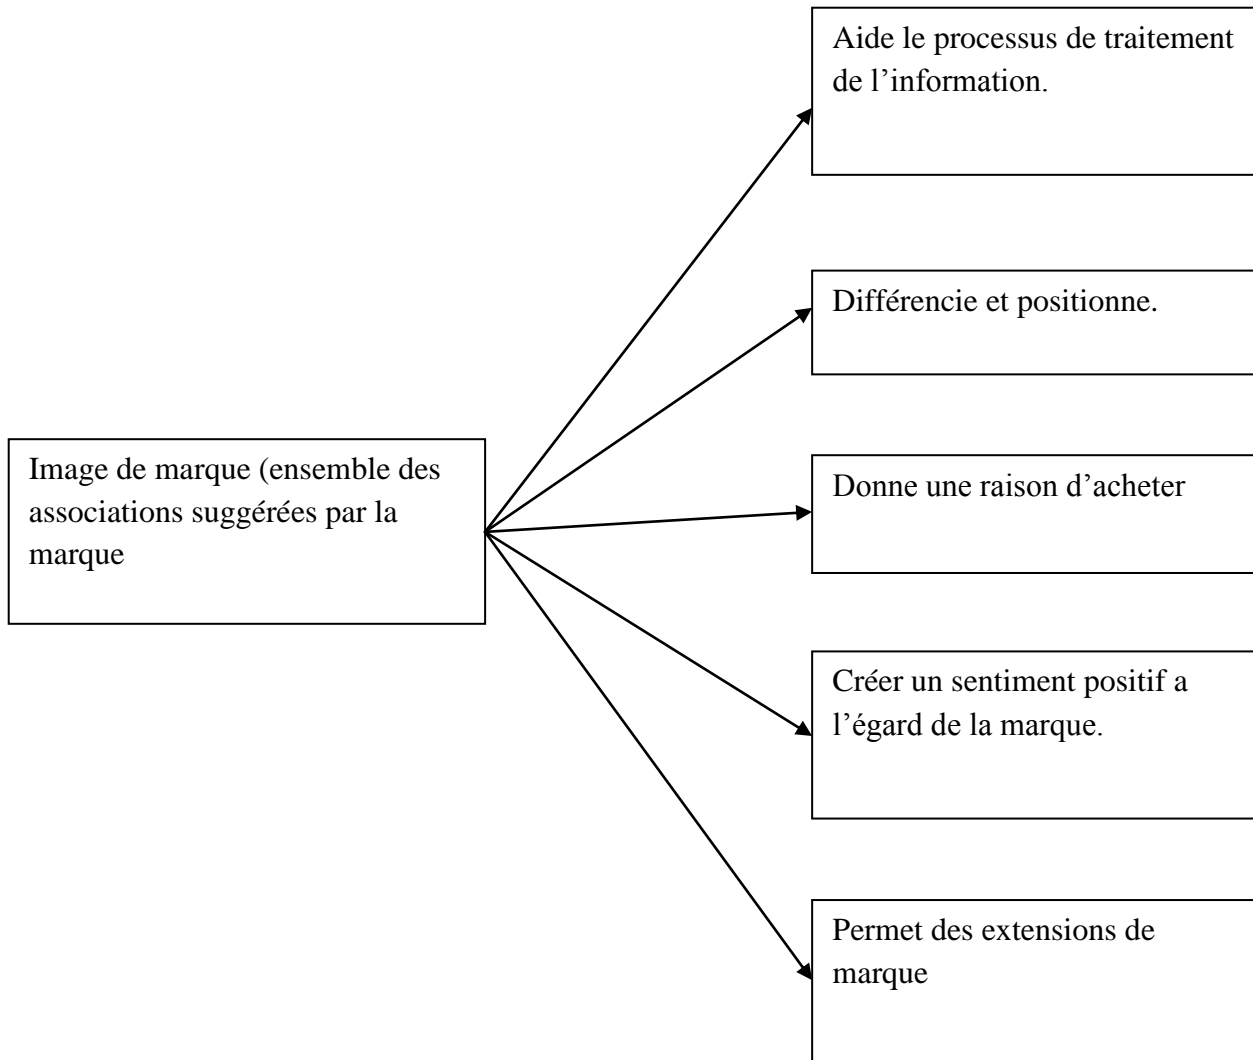 Aide le processus de traitement
de l’information.
Différencie et positionne.
Image de marque (ensemble des
associations suggérées par la
marque
Donne une raison d’acheter
Créer un sentiment positif a
l’égard de la marque.
Permet des extensions de
marque